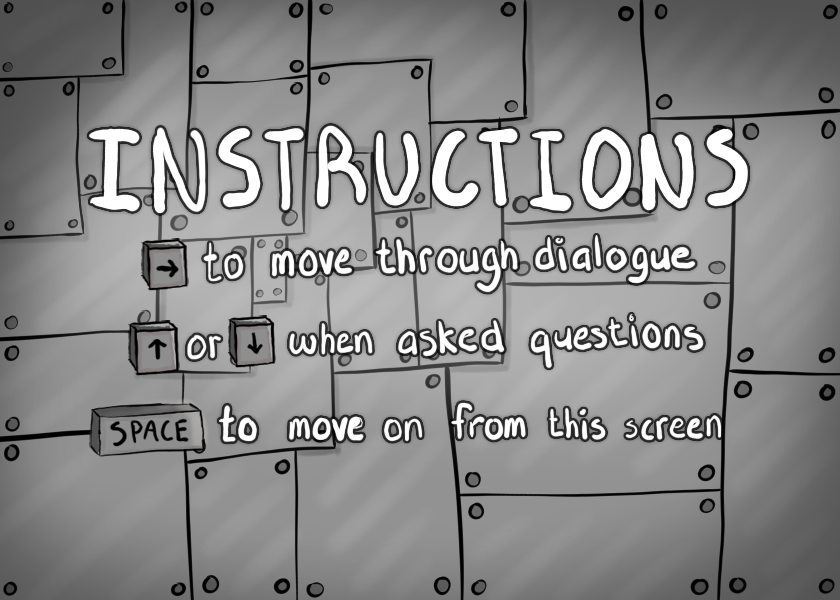 INSTRUCTIONS
→ to move through dialogue
↑ or ↓ when asked questions
SPACE to move on from this screen